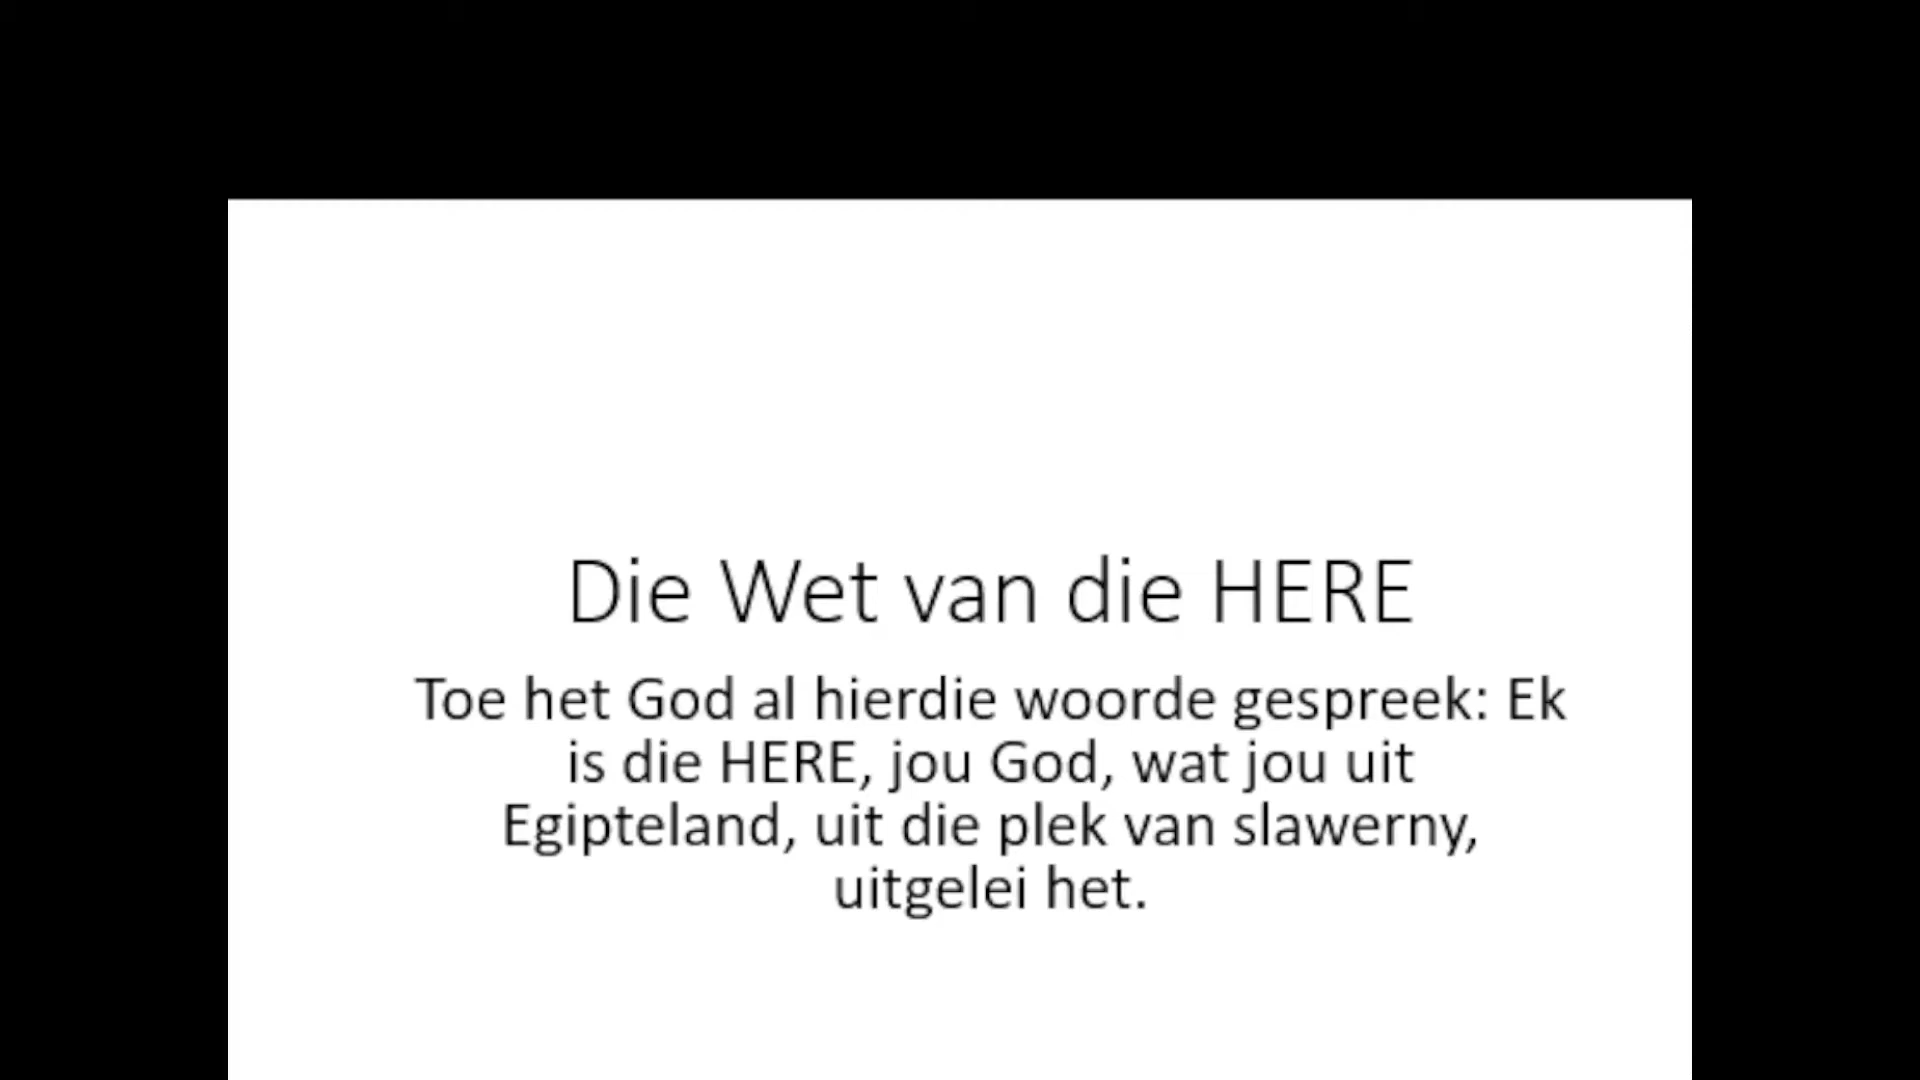 Die Wet van die HERE
Toe het God al hierdie woorde gespreek: Ek
is die HERE, jou God, wat jou uit
Egipteland, uit die plek van slawerny,
uitgelei het.